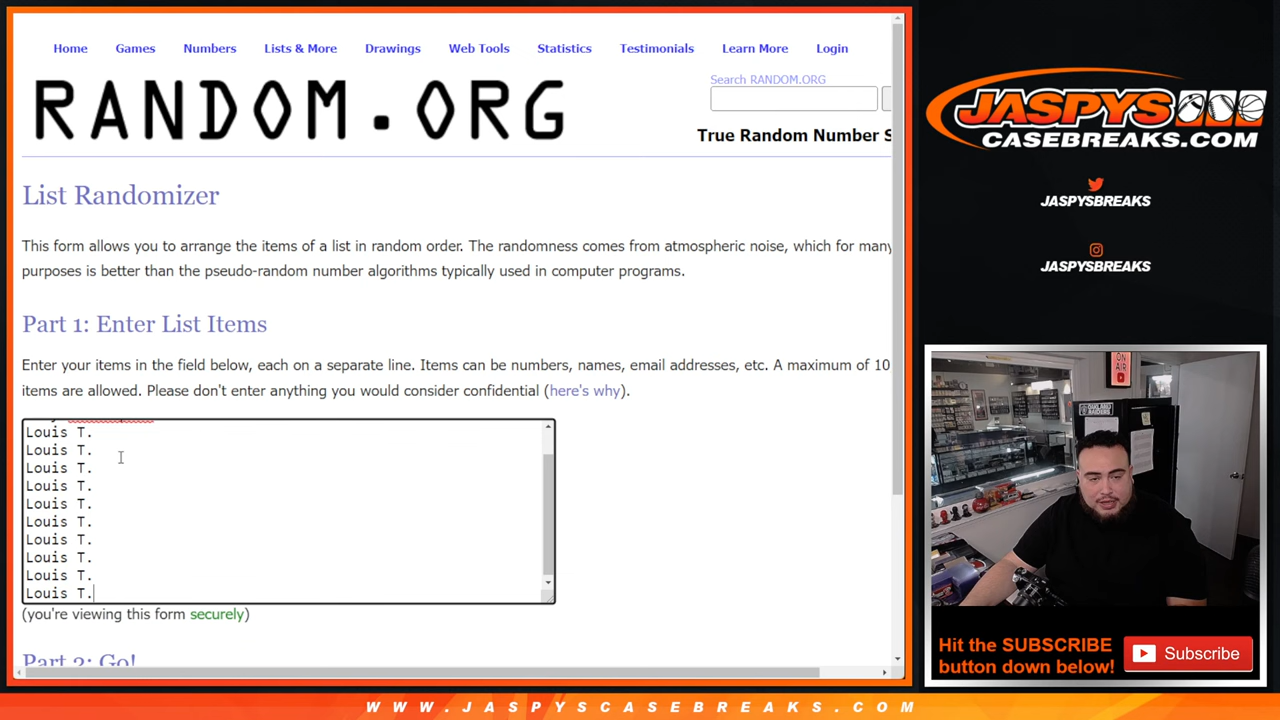 Home Games Numbers Lists & More Drawings Web Tools Statistics Testimonials Learn More Login
Search RANDOM.ORG
RANDOM.ORG
True Random Number S
List Randomizer
This form allows you to arrange the items of a list in random order. The randomness comes from atmospheric noise, which for many
purposes is better than the pseudo-random number algorithms typically used in computer programs.
Part 1: Enter List Items
Enter your items in the field below, each on a separate line. Items can be numbers, names, email addresses, etc. A maximum of 10
items are allowed. Please don't enter anything you would consider confidential (here's why).
Louis T.
Louis T.
Louis T.
Louis T.
Louis T.
Louis T.
Louis T.
Louis T.
Louis T.
Louis T.
(you're viewing this form securely)
Part 2: Go!
JASPYS
CASEBREAKS.COM
JASPYSBREAKS
JASPYSBREAKS
ON
AIR
OAKLAND
RAIDERS
Hit the SUBSCRIBE
button down below!
Subscribe
WWW.JASPYSCASEBREAKS.COM